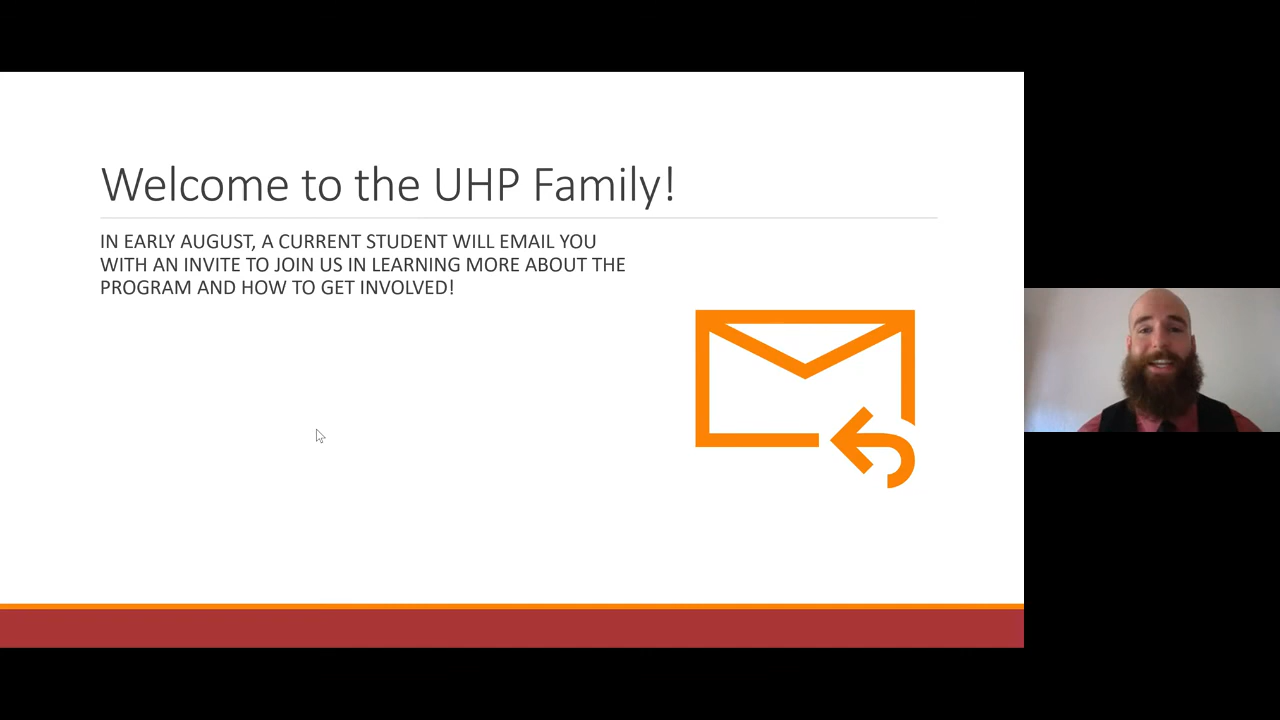 Welcome to the UHP Family!
IN EARLY AUGUST, A CURRENT STUDENT WILL EMAIL YOU
WITH AN INVITE TO JOIN US IN LEARNING MORE ABOUT THE
PROGRAM AND HOW TO GET INVOLVED!